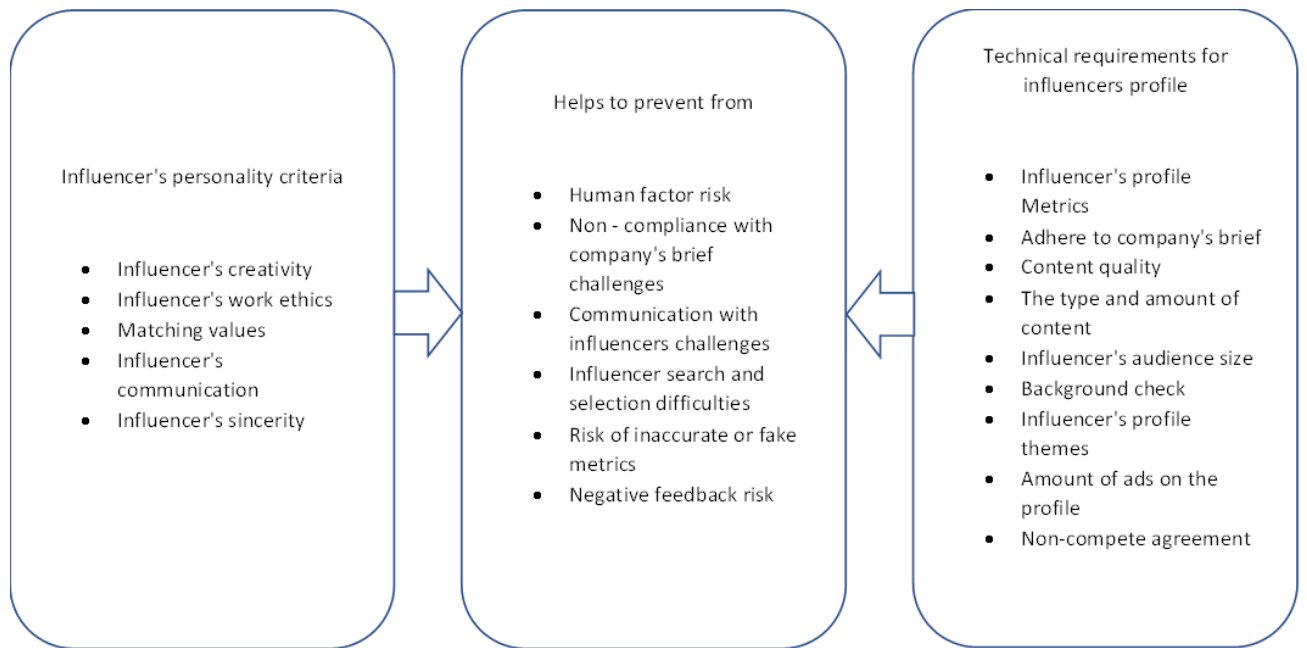 Influencer's personality criteria
• Influencer's creativity
• Influencer's work ethics
• Matching values
• Influencer's
communication
• Influencer's sincerity
Helps to prevent from
• Human factor risk
• Non - compliance with
company's brief
challenges
• Communication with
influencers challenges
• Influencer search and
selection difficulties
• Risk of inaccurate or fake
metrics
• Negative feedback risk
Technical requirements for
influencers profile
• Influencer's profile
Metrics
• Adhere to company's brief
• Content quality
• The type and amount of
content
• Influencer's audience size
• Background check
• Influencer's profile
themes
• Amount of ads on the
profile
• Non-compete agreement